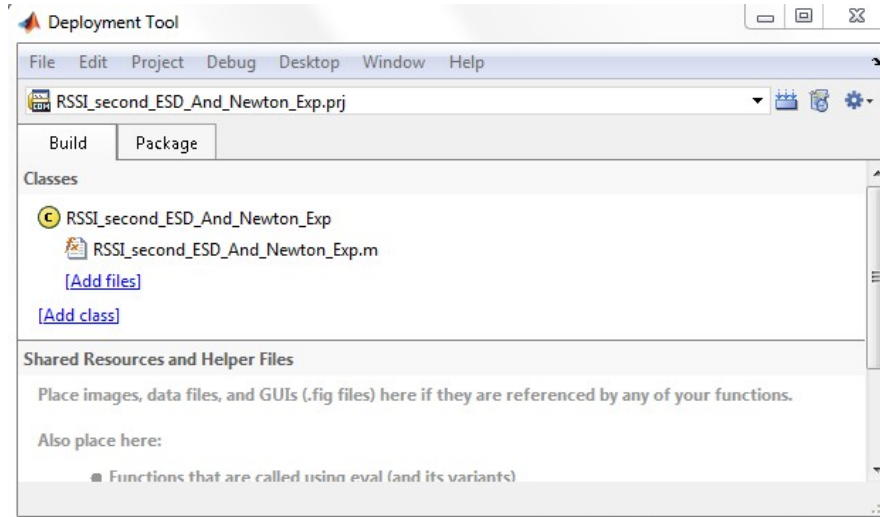 Deployment Tool
File Edit Project Debug Desktop Window Help
RSSI_second_ESD_And_Newton_Exp.prj
Build Package
Classes
RSSI_second_ESD_And_Newton_Exp
RSSI_second_ESD_And_Newton_Exp.m
[Add files]
[Add class]
Shared Resources and Helper Files
Place images, data files, and GUIs (.fig files) here if they are referenced by any of your functions.
Also place here:
Functions that are called using eval (and its variants)